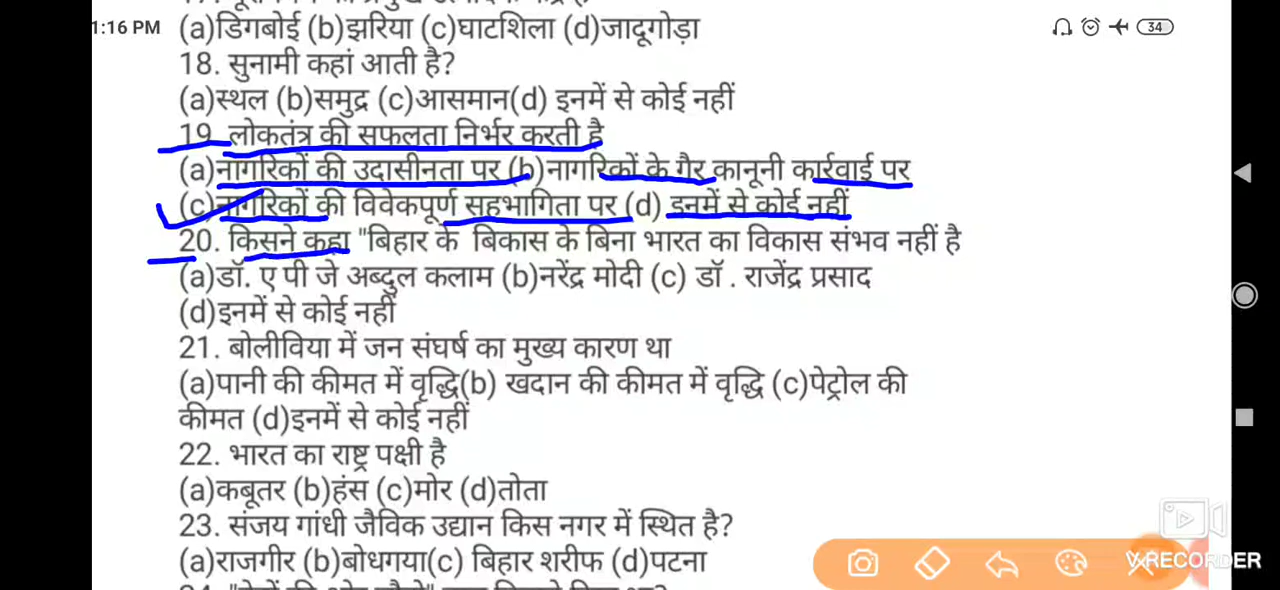 1:16 PM
34
(a)डिगबोई (b)झरिया (c)घाटशिला (d)जादूगोड़ा
18. सुनामी कहां आती है?
(a)स्थल (b)समुद्र (c)आसमान(d) इनमें से कोई नहीं
19. लोकतंत्र की सफलता निर्भर करती है
(a)नागरिकों की उदासीनता पर (b)नागरिकों के गैर कानूनी कार्रवाई पर
(c)नागरिकों की विवेकपूर्ण सहभागिता पर (d) इनमें से कोई नहीं
20. किसने कहा "बिहार के बिकास के बिना भारत का विकास संभव नहीं है
(a)डॉ. ए पी जे अब्दुल कलाम (b)नरेंद्र मोदी (c) डॉ . राजेंद्र प्रसाद
(d)इनमें से कोई नहीं
21. बोलीविया में जन संघर्ष का मुख्य कारण था
(a)पानी की कीमत में वृद्धि(b) खदान की कीमत में वृद्धि (c)पेट्रोल की
कीमत (d)इनमें से कोई नहीं
22. भारत का राष्ट्र पक्षी है
(a)कबूतर (b)हंस (c)मोर (d)तोता
23. संजय गांधी जैविक उद्यान किस नगर में स्थित है?
(a)राजगीर (b)बोधगया(c) बिहार शरीफ (d)पटना
XRECORDER